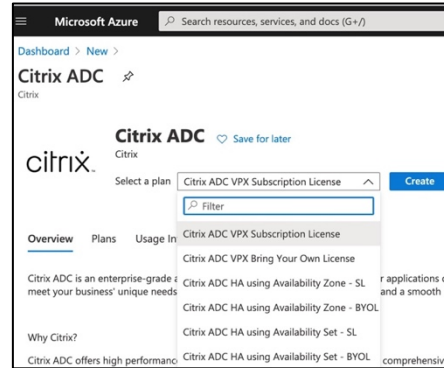 Microsoft Azure
Search resources, services, and docs (G+/)
Dashboard > New >
Citrix ADC
Citrix
citrix
Citrix ADC
Save for later
Citrix
Select a plan
Citrix ADC VPX Subscription License
Create
Filter
Citrix ADC VPX Subscription License
Citrix ADC VPX Bring Your Own License
Citrix ADC HA using Availability Zone - SL
Citrix ADC HA using Availability Zone - BYOL
Citrix ADC HA using Availability Set - SL
Citrix ADC HA using Availability Set - BYOL
Overview Plans Usage In
Citrix ADC is an enterprise-grade a r applications
meet your business' unique needs and a smooth
Why Citrix?
Citrix ADC offers high performanc comprehensiv